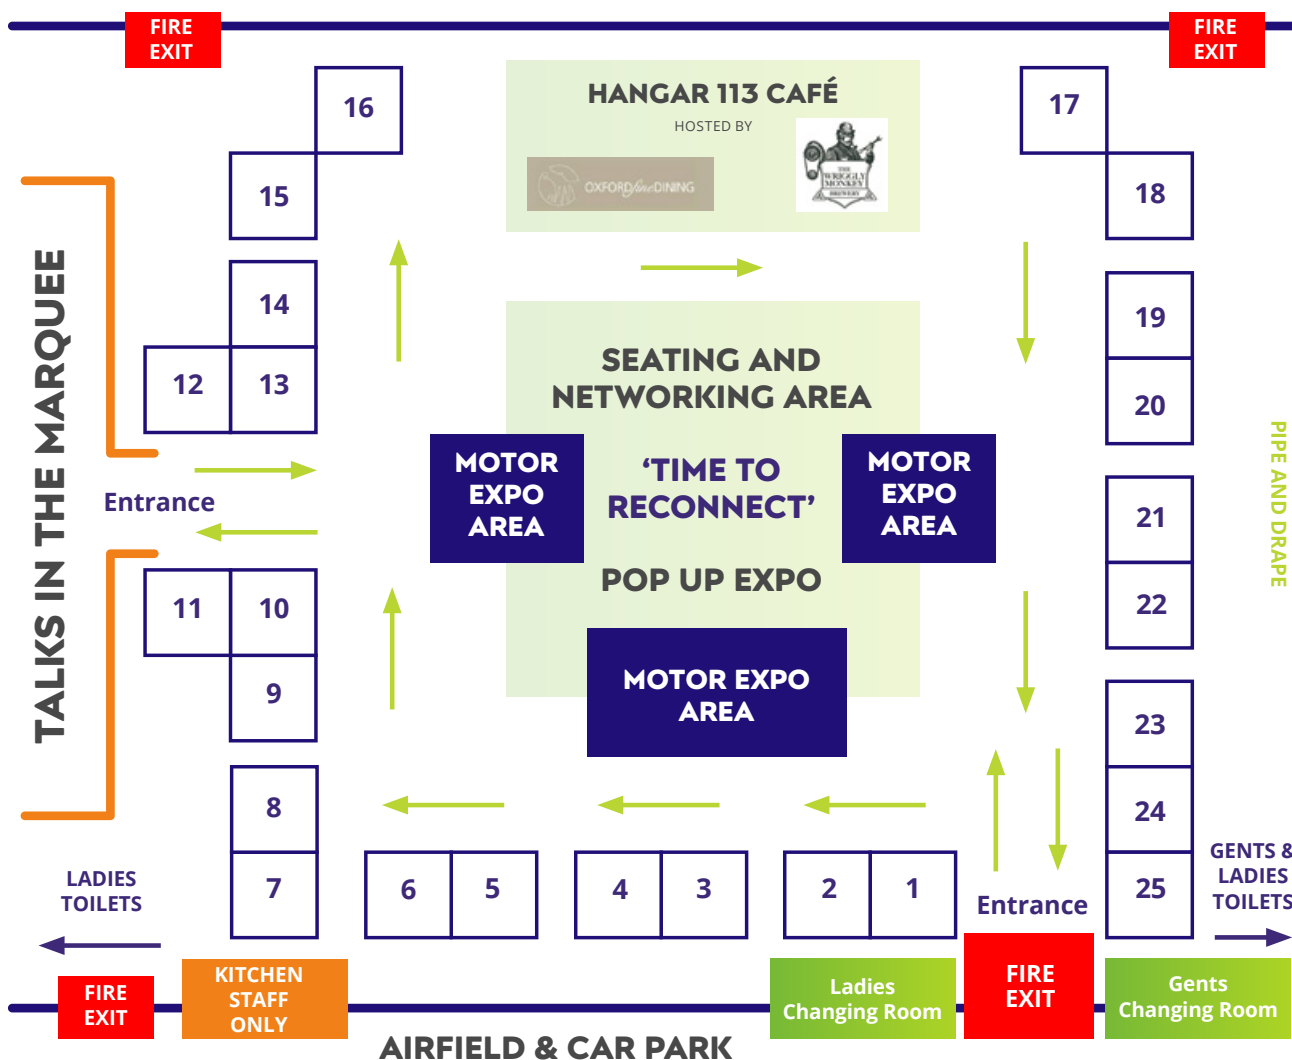 FIRE
EXIT
FIRE
EXIT
16
HANGAR 113 CAFÉ
HOSTED BY
OXFORDfineDINING
THE
WRIGGLY
MONKEY
BREWERY
17
15
18
14
19
12
13
20
TALKS IN THE MARQUEE
SEATING AND
NETWORKING AREA
MOTOR
EXPO
AREA
'TIME TO
RECONNECT'
MOTOR
EXPO
AREA
POP UP EXPO
MOTOR EXPO
AREA
Entrance
21
22
PIPE AND DRAPE
11
10
9
23
8
24
7
6
5
4
3
2
1
Entrance
25
LADIES
TOILETS
GENTS &
LADIES
TOILETS
FIRE
EXIT
KITCHEN
STAFF
ONLY
Ladies
Changing Room
FIRE
EXIT
Gents
Changing Room
AIRFIELD & CAR PARK